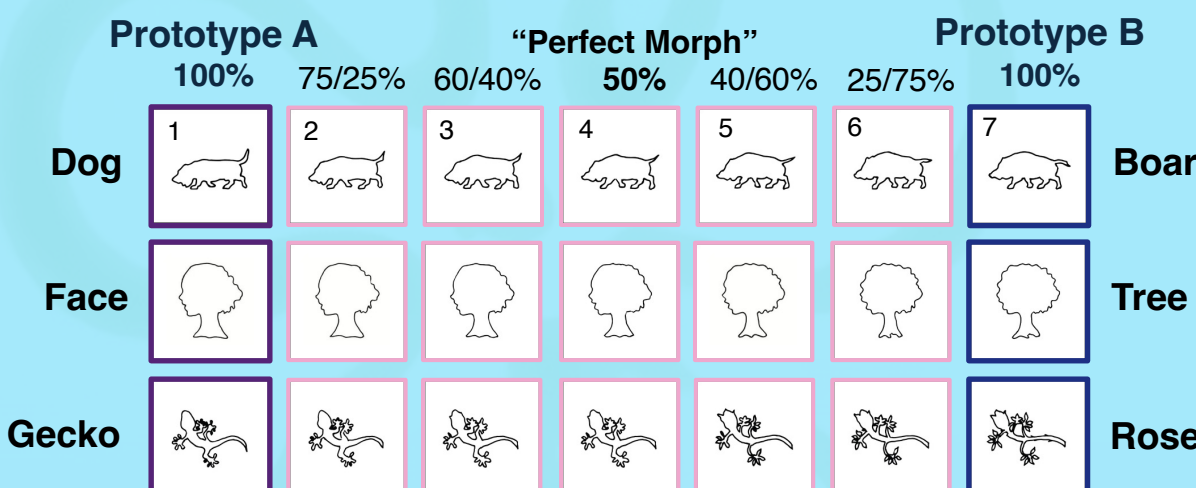 Prototype A “Perfect Morph” Prototype B
100% 75/25% 60/40% 50% 40/60% 25/75% 100%
1 2 3 4 5 6 7
Dog Boar
Face Tree
Gecko Rose